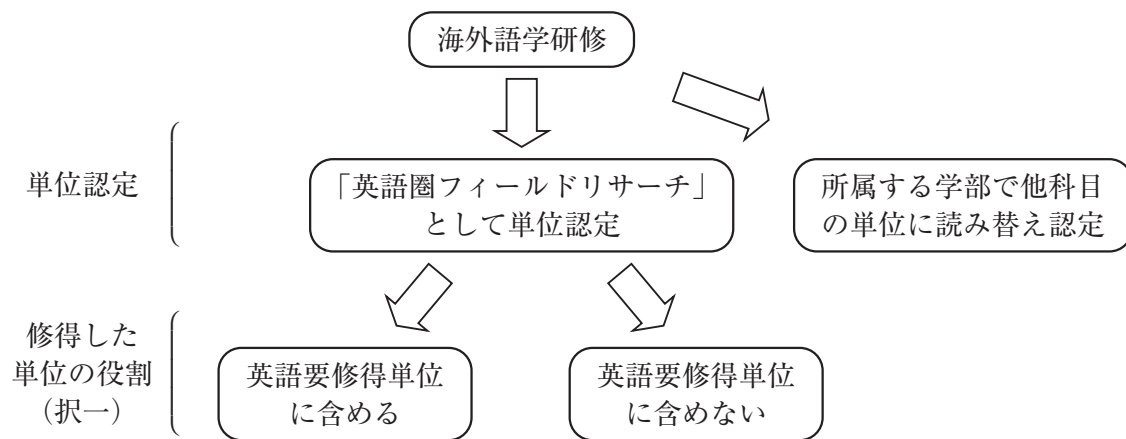 海外語学研修
単位認定
「英語圏フィールドリサーチ」
として単位認定
所属する学部で他科目
の単位に読み替え認定
修得した
単位の役割
（択一）
英語要修得単位
に含める
英語要修得単位
に含めない